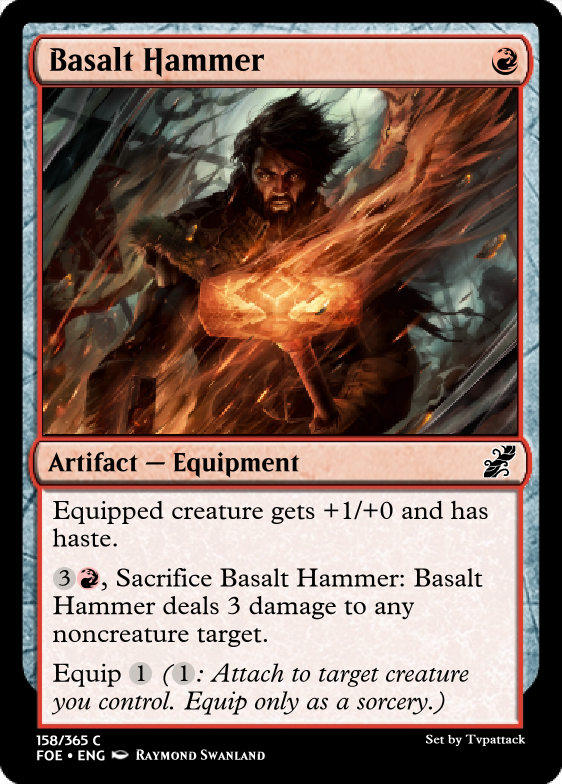 Basalt Hammer
Artifact — Equipment
Equipped creature gets +1/+0 and has
haste.
3, Sacrifice Basalt Hammer: Basalt
Hammer deals 3 damage to any
noncreature target.
Equip 1 (1: Attach to target creature
you control. Equip only as a sorcery.)
158/365 C
Set by Tvpattack
FOE • ENG RAYMOND SWANLAND